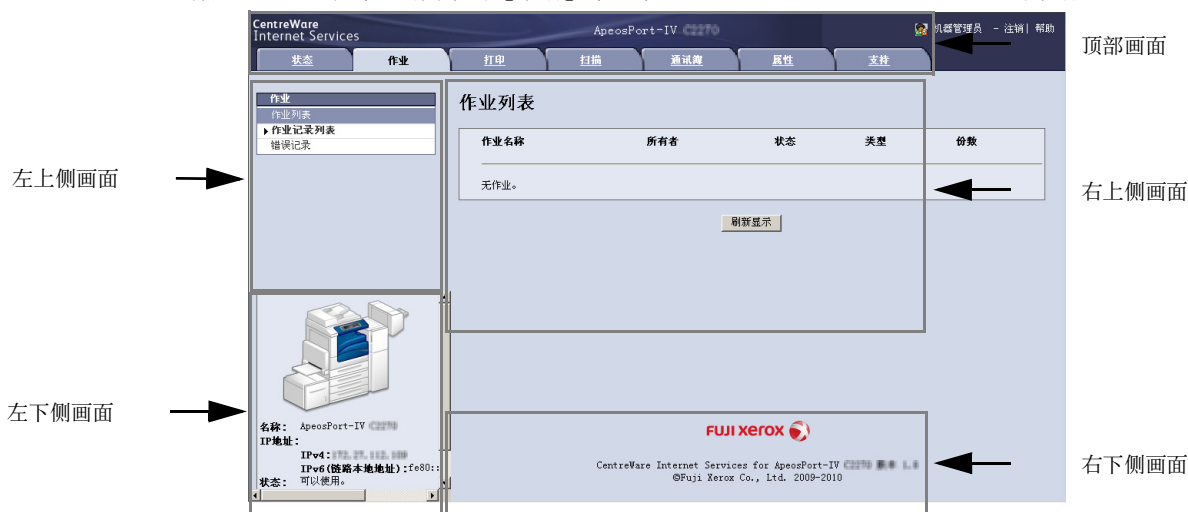 CentreWare
Internet Services
ApeosPort-IV
机器管理员 - 注销| 帮助
状态 作业 打印 扫描 通讯簿 属性 支持
顶部画面
作业
作业列表
作业记录列表
错误记录
作业列表
作业名称 所有者 状态 类型 份数
无作业。
刷新显示
左上侧画面
右上侧画面
左下侧画面
名称: ApeosPort-IV
IP地址:
IPv4:
IPv6(链路本地地址):fe80::
状态: 可以使用。
FUJI xerox
CentreWare Internet Services for ApeosPort-IV
©Fuji Xerox Co., Ltd. 2009-2010
右下侧画面